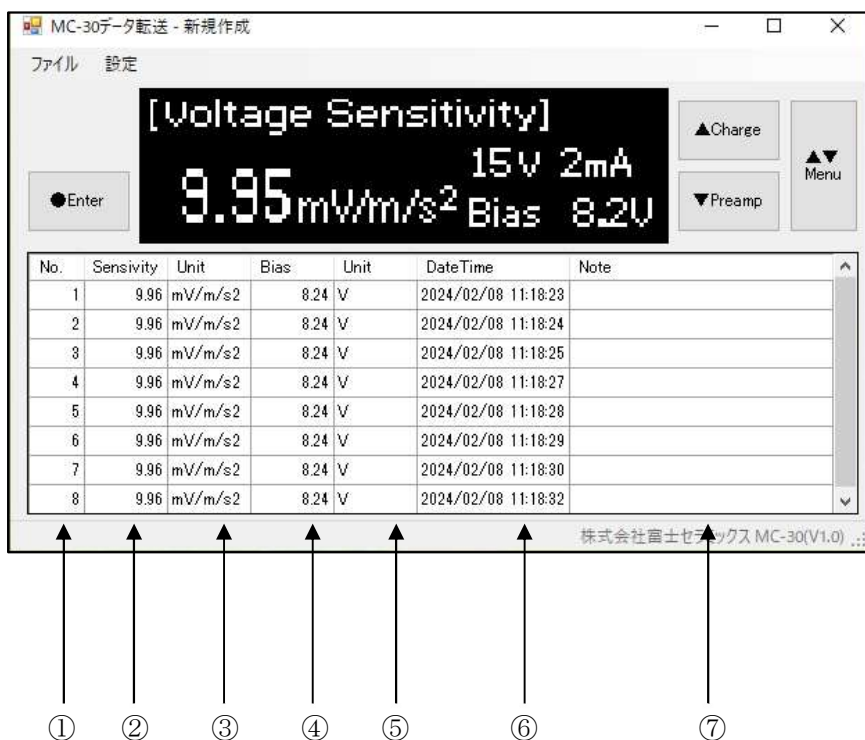 MC-30データ転送 - 新規作成
ファイル 設定
[Voltage Sensitivity]
15V 2mA
9.95mV/m/s2 Bias 8.2V
●Enter
▲Charge
▼Preamp
▲▼
Menu
No. Sensivity Unit Bias Unit DateTime Note
1 9.96 mV/m/s2 8.24 V 2024/02/08 11:18:23
2 9.96 mV/m/s2 8.24 V 2024/02/08 11:18:24
3 9.96 mV/m/s2 8.24 V 2024/02/08 11:18:25
4 9.96 mV/m/s2 8.24 V 2024/02/08 11:18:27
5 9.96 mV/m/s2 8.24 V 2024/02/08 11:18:28
6 9.96 mV/m/s2 8.24 V 2024/02/08 11:18:29
7 9.96 mV/m/s2 8.24 V 2024/02/08 11:18:30
8 9.96 mV/m/s2 8.24 V 2024/02/08 11:18:32
株式会社富士セラミックス MC-30(V1.0)
① ② ③ ④ ⑤ ⑥ ⑦